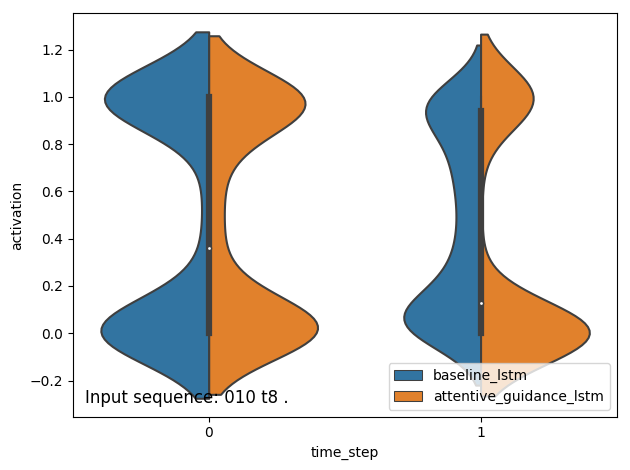 1.2
1.0
0.8
0.6
0.4
0.2
0.0
−0.2
activation
Input sequence: 010 t8 .
baseline_lstm
attentive_guidance_lstm
0 1
time_step